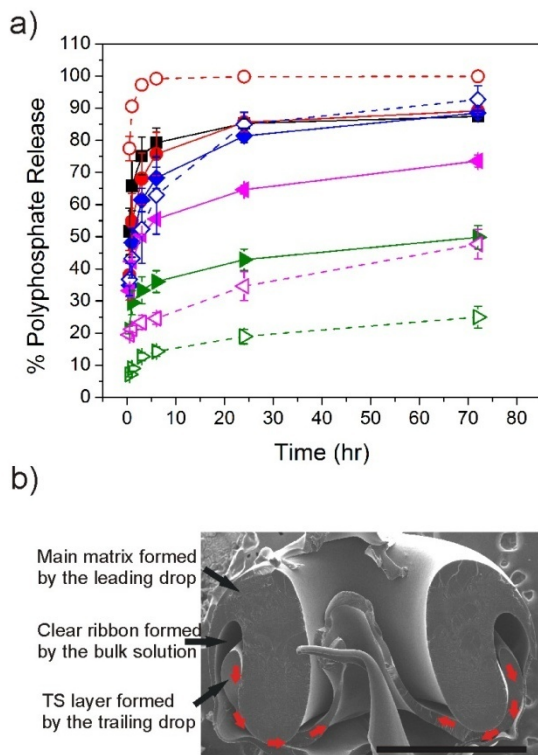 a)
% Polyphosphate Release
110
100
90
80
70
60
50
40
30
20
10
0
0 10 20 30 40 50 60 70 80
Time (hr)
b)
Main matrix formed
by the leading drop
Clear ribbon formed
by the bulk solution
TS layer formed
by the trailing drop